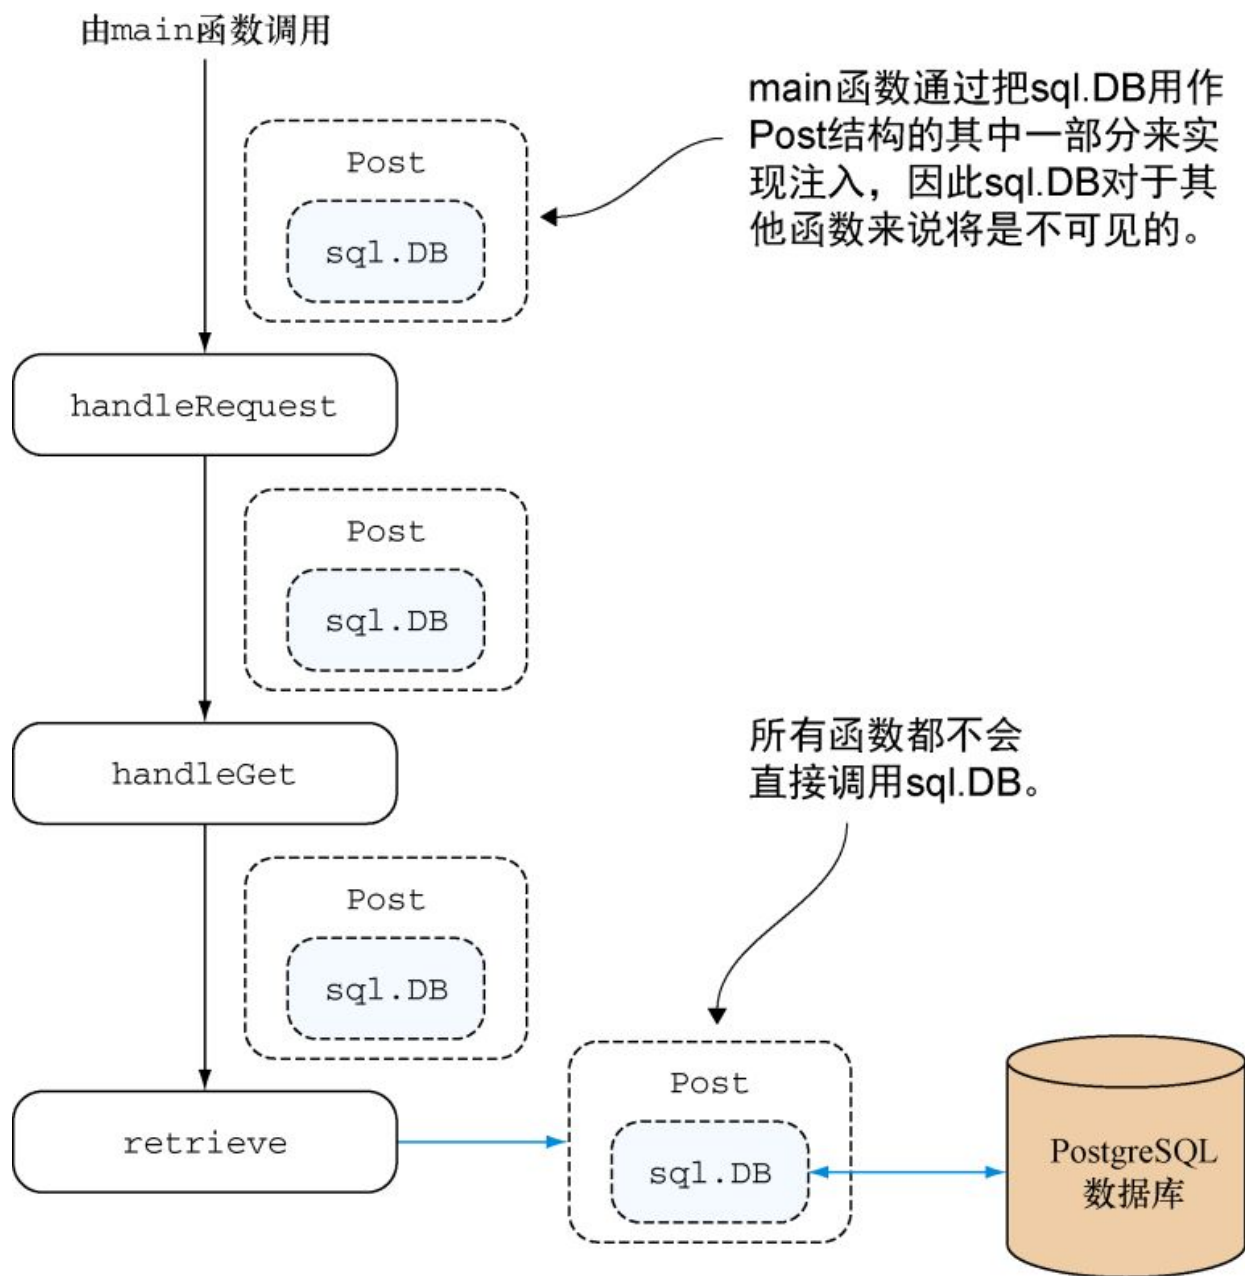 由main函数调用
main函数通过把sql.DB用作
Post结构的其中一部分来实
现注入，因此sql.DB对于其
他函数来说将是不可见的。
Post
sql.DB
handleRequest
Post
sql.DB
handleGet
所有函数都不会
直接调用sql.DB。
Post
sql.DB
retrieve
Post
sql.DB
PostgreSQL
数据库